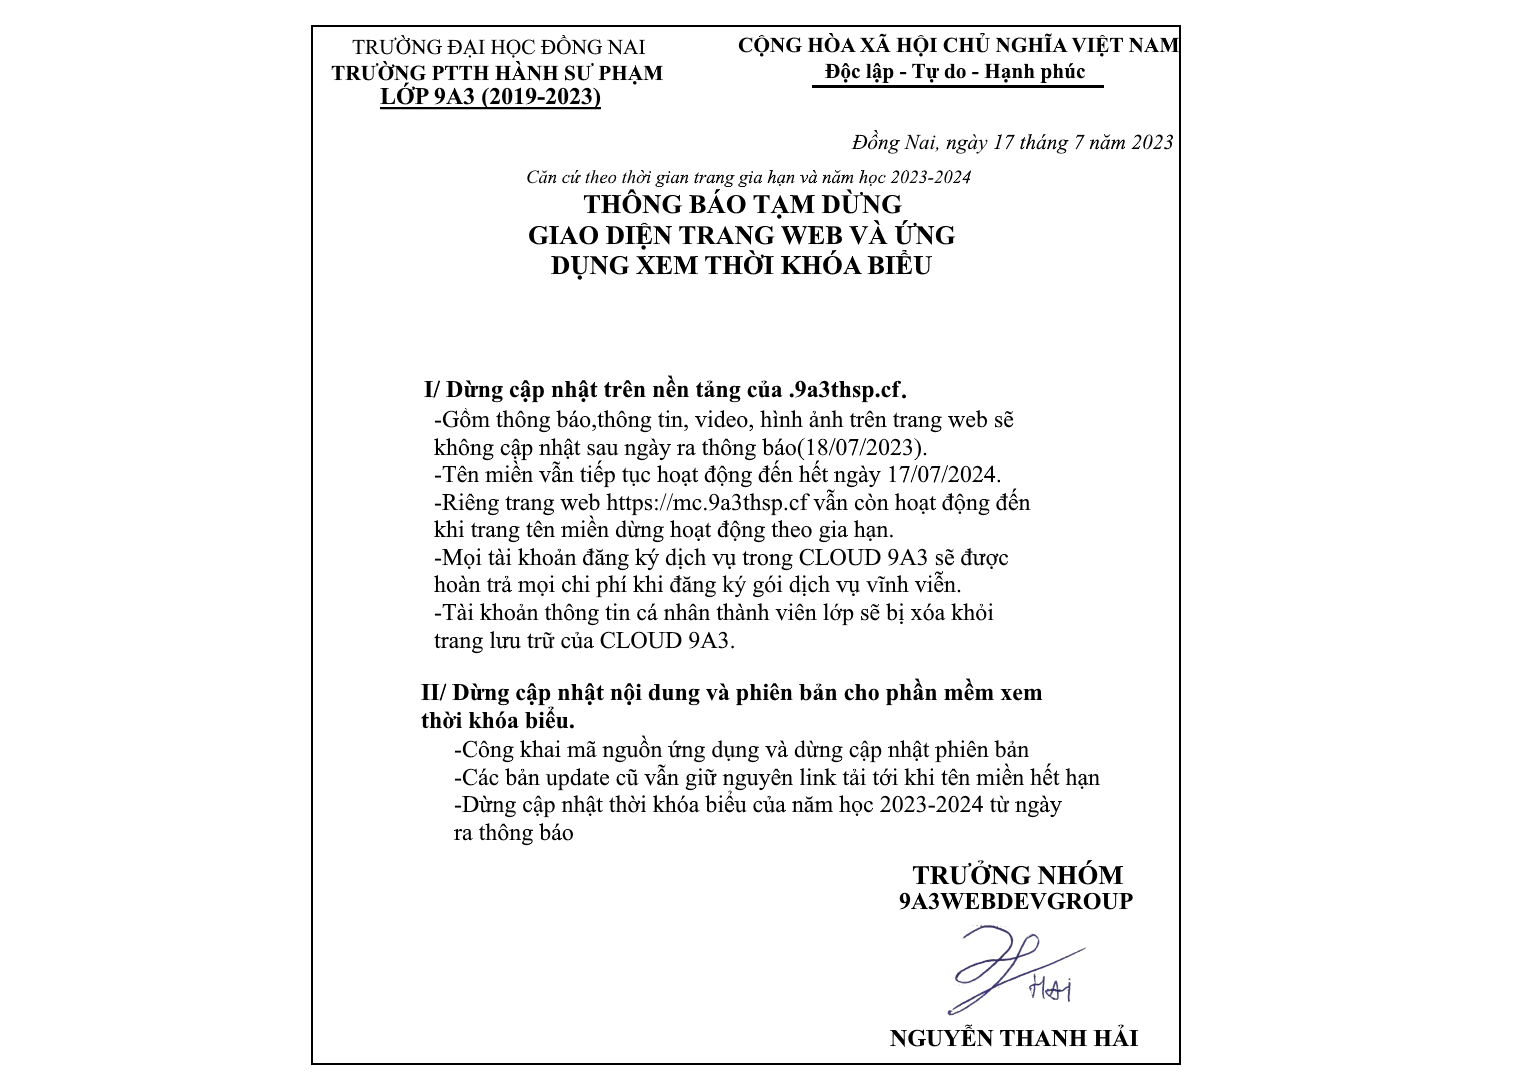 TRƯỜNG ĐẠI HỌC ĐỒNG NAI
TRƯỜNG PTTH HÀNH SƯ PHẠM
LỚP 9A3 (2019-2023)
CỘNG HÒA XÃ HỘI CHỦ NGHĨA VIỆT NAM
Độc lập - Tự do - Hạnh phúc
Đồng Nai, ngày 17 tháng 7 năm 2023
Căn cứ theo thời gian trang gia hạn và năm học 2023-2024
THÔNG BÁO TẠM DỪNG
GIAO DIỆN TRANG WEB VÀ ỨNG
DỤNG XEM THỜI KHÓA BIỂU
I/ Dừng cập nhật trên nền tảng của .9a3thsp.cf.
-Gồm thông báo,thông tin, video, hình ảnh trên trang web sẽ
không cập nhật sau ngày ra thông báo(18/07/2023).
-Tên miền vẫn tiếp tục hoạt động đến hết ngày 17/07/2024.
-Riêng trang web https://mc.9a3thsp.cf vẫn còn hoạt động đến
khi trang tên miền dừng hoạt động theo gia hạn.
-Mọi tài khoản đăng ký dịch vụ trong CLOUD 9A3 sẽ được
hoàn trả mọi chi phí khi đăng ký gói dịch vụ vĩnh viễn.
-Tài khoản thông tin cá nhân thành viên lớp sẽ bị xóa khỏi
trang lưu trữ của CLOUD 9A3.
II/ Dừng cập nhật nội dung và phiên bản cho phần mềm xem
thời khóa biểu.
-Công khai mã nguồn ứng dụng và dừng cập nhật phiên bản
-Các bản update cũ vẫn giữ nguyên link tải tới khi tên miền hết hạn
-Dừng cập nhật thời khóa biểu của năm học 2023-2024 từ ngày
ra thông báo
TRƯỞNG NHÓM
9A3WEBDEVGROUP
HAi
NGUYỄN THANH HẢI